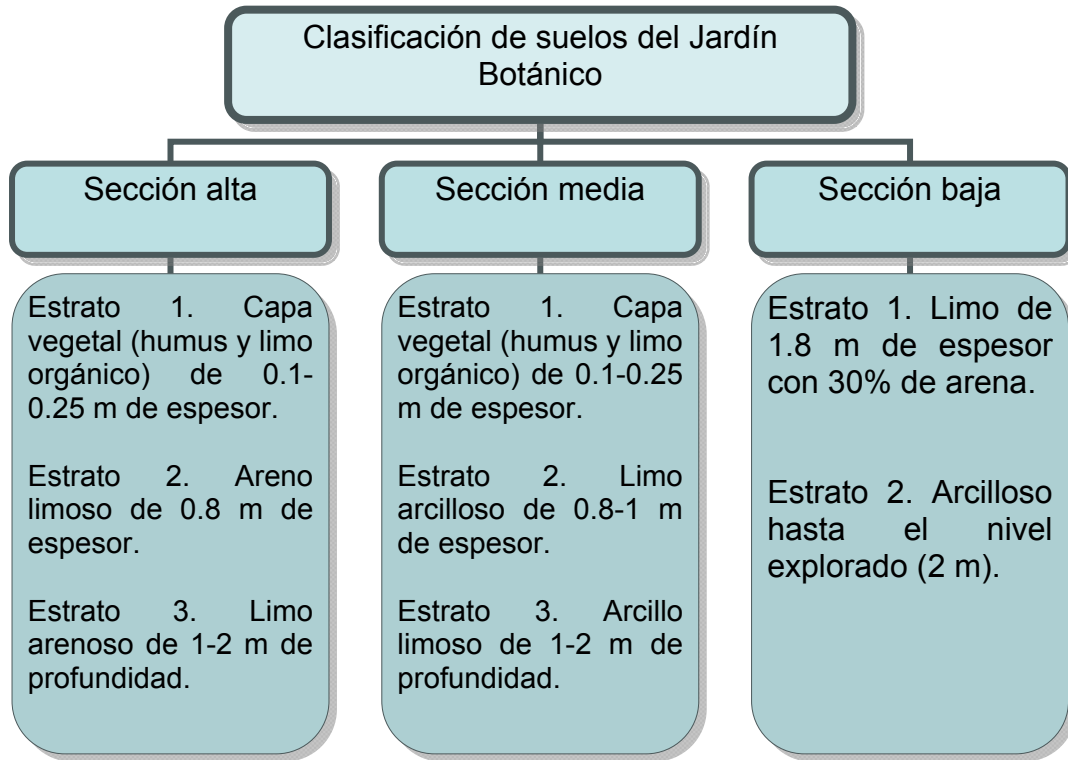 Clasificación de suelos del Jardín
Botánico
Sección alta
Estrato 1. Capa
vegetal (humus y limo
orgánico) de 0.1-
0.25 m de espesor.
Estrato 2. Areno
limoso de 0.8 m de
espesor.
Estrato 3. Limo
arenoso de 1-2 m de
profundidad.
Sección media
Estrato 1. Capa
vegetal (humus y limo
orgánico) de 0.1-0.25
m de espesor.
Estrato 2. Limo
arcilloso de 0.8-1 m
de espesor.
Estrato 3. Arcillo
limoso de 1-2 m de
profundidad.
Sección baja
Estrato 1. Limo de
1.8 m de espesor
con 30% de arena.
Estrato 2. Arcilloso
hasta el nivel
explorado (2 m).